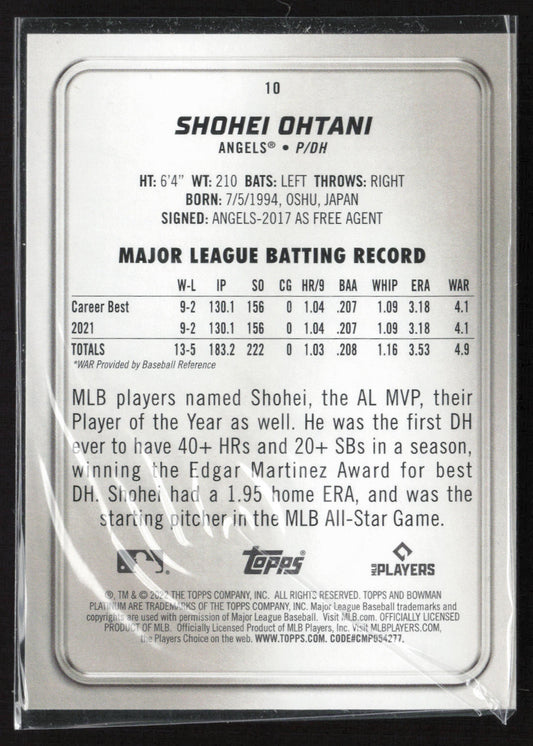 10
SHOHEI OHTANI
ANGELS® • P/DH
HT: 6'4" WT: 210 BATS: LEFT THROWS: RIGHT
BORN: 7/5/1994, OSHU, JAPAN
SIGNED: ANGELS-2017 AS FREE AGENT
MAJOR LEAGUE BATTING RECORD
W-L IP SO CG HR/9 BAA WHIP ERA WAR
Career Best 9-2 130.1 156 0 1.04 .207 1.09 3.18 4.1
2021 9-2 130.1 156 0 1.04 .207 1.09 3.18 4.1
TOTALS 13-5 183.2 222 0 1.03 .208 1.16 3.53 4.9
*WAR Provided by Baseball Reference
MLB players named Shohei, the AL MVP, their
Player of the Year as well. He was the first DH
ever to have 40+ HRs and 20+ SBs in a season,
winning the Edgar Martinez Award for best
DH. Shohei had a 1.95 home ERA, and was the
starting pitcher in the MLB All-Star Game.
Topps®
MLB PLAYERS
®, TM & © 2022 THE TOPPS COMPANY, INC. ALL RIGHTS RESERVED. TOPPS AND BOWMAN
PLATINUM ARE TRADEMARKS OF THE TOPPS COMPANY, INC. Major League Baseball trademarks and
copyrights are used with permission of Major League Baseball. Visit MLB.com. OFFICIALLY LICENSED
PRODUCT OF MLB. Officially Licensed Product of MLB Players, Inc. Visit MLBPLAYERS.COM,
the Players Choice on the web. WWW.TOPPS.COM. CODE#CMP054277.